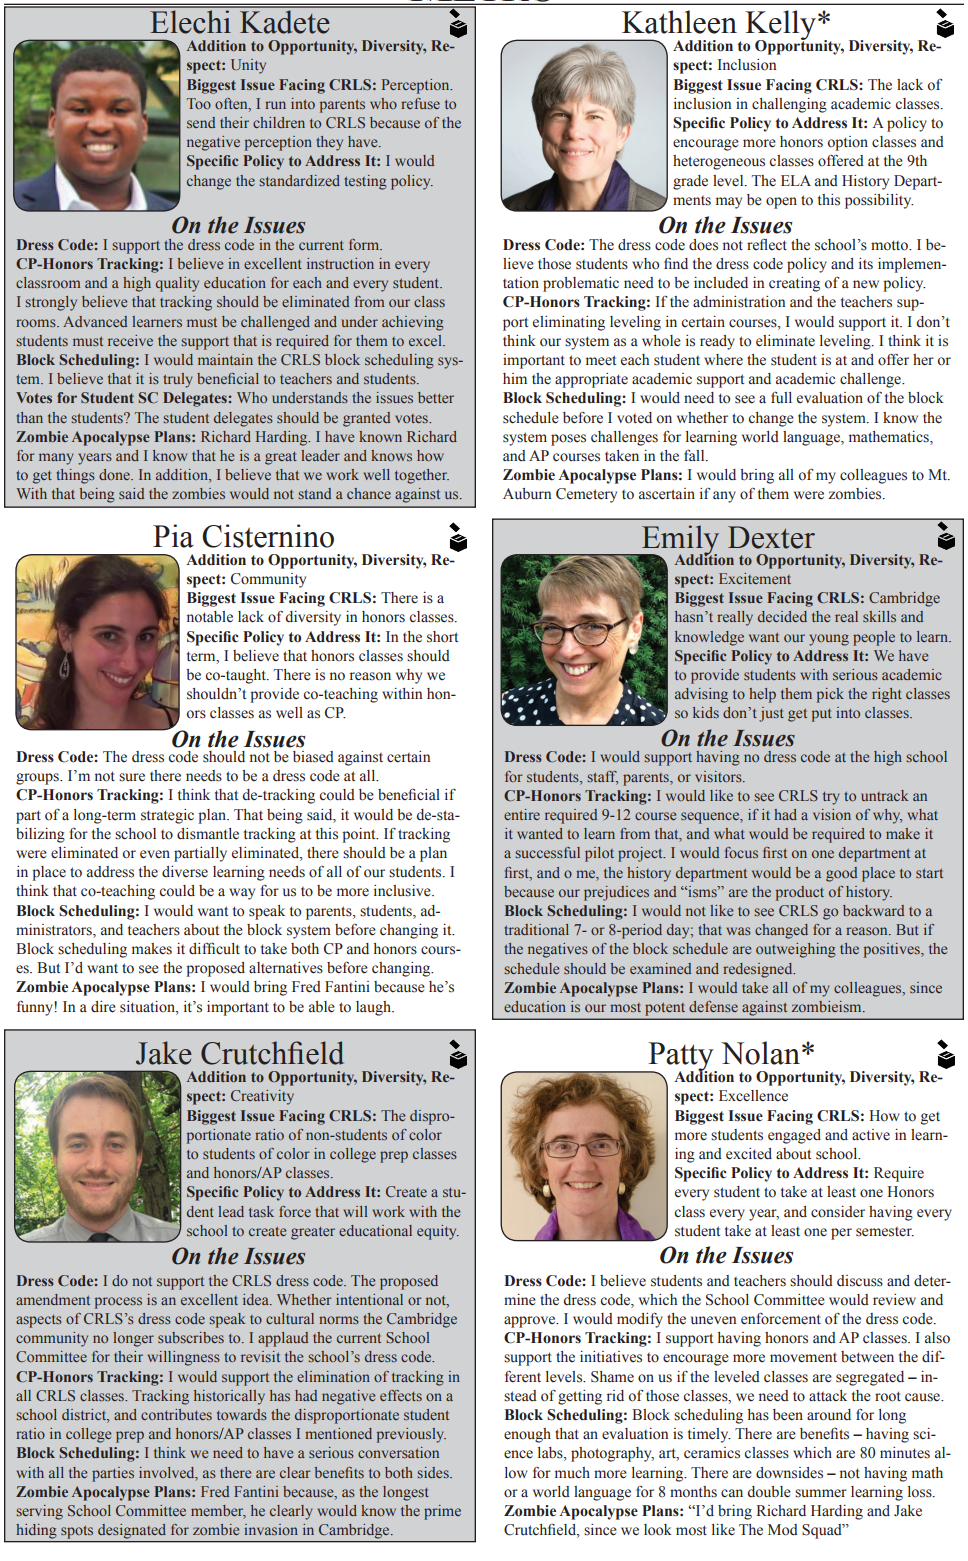 Elechi Kadete
Addition to Opportunity, Diversity, Re-
spect: Unity
Biggest Issue Facing CRLS: Perception.
Too often, I run into parents who refuse to
send their children to CRLS because of the
negative perception they have.
Specific Policy to Address It: I would
change the standardized testing policy.
On the Issues
Dress Code: I support the dress code in the current form.
CP-Honors Tracking: I believe in excellent instruction in every
classroom and a high quality education for each and every student.
I strongly believe that tracking should be eliminated from our class
rooms. Advanced learners must be challenged and under achieving
students must receive the support that is required for them to excel.
Block Scheduling: I would maintain the CRLS block scheduling sys-
tem. I believe that it is truly beneficial to teachers and students.
Votes for Student SC Delegates: Who understands the issues better
than the students? The student delegates should be granted votes.
Zombie Apocalypse Plans: Richard Harding. I have known Richard
for many years and I know that he is a great leader and knows how
to get things done. In addition, I believe that we work well together.
With that being said the zombies would not stand a chance against us.
Kathleen Kelly*
Addition to Opportunity, Diversity, Re-
spect: Inclusion
Biggest Issue Facing CRLS: The lack of
inclusion in challenging academic classes.
Specific Policy to Address It: A policy to
encourage more honors option classes and
heterogeneous classes offered at the 9th
grade level. The ELA and History Depart-
ments may be open to this possibility.
On the Issues
Dress Code: The dress code does not reflect the school's motto. I be-
lieve those students who find the dress code policy and its implemen-
tation problematic need to be included in creating of a new policy.
CP-Honors Tracking: If the administration and the teachers sup-
port eliminating leveling in certain courses, I would support it. I don't
think our system as a whole is ready to eliminate leveling. I think it is
important to meet each student where the student is at and offer her or
him the appropriate academic support and academic challenge.
Block Scheduling: I would need to see a full evaluation of the block
schedule before I voted on whether to change the system. I know the
system poses challenges for learning world language, mathematics,
and AP courses taken in the fall.
Zombie Apocalypse Plans: I would bring all of my colleagues to Mt.
Auburn Cemetery to ascertain if any of them were zombies.
Pia Cisternino
Addition to Opportunity, Diversity, Re-
spect: Community
Biggest Issue Facing CRLS: There is a
notable lack of diversity in honors classes.
Specific Policy to Address It: In the short
term, I believe that honors classes should
be co-taught. There is no reason why we
shouldn't provide co-teaching within hon-
ors classes as well as CP.
On the Issues
Dress Code: The dress code should not be biased against certain
groups. I'm not sure there needs to be a dress code at all.
CP-Honors Tracking: I think that de-tracking could be beneficial if
part of a long-term strategic plan. That being said, it would be de-sta-
bilizing for the school to dismantle tracking at this point. If tracking
were eliminated or even partially eliminated, there should be a plan
in place to address the diverse learning needs of all of our students. I
think that co-teaching could be a way for us to be more inclusive.
Block Scheduling: I would want to speak to parents, students, ad-
ministrators, and teachers about the block system before changing it.
Block scheduling makes it difficult to take both CP and honors cours-
es. But I'd want to see the proposed alternatives before changing.
Zombie Apocalypse Plans: I would bring Fred Fantini because he's
funny! In a dire situation, it's important to be able to laugh.
Emily Dexter
Addition to Opportunity, Diversity, Re-
spect: Excitement
Biggest Issue Facing CRLS: Cambridge
hasn't really decided the real skills and
knowledge want our young people to learn.
Specific Policy to Address It: We have
to provide students with serious academic
advising to help them pick the right classes
so kids don't just get put into classes.
On the Issues
Dress Code: I would support having no dress code at the high school
for students, staff, parents, or visitors.
CP-Honors Tracking: I would like to see CRLS try to untrack an
entire required 9-12 course sequence, if it had a vision of why, what
it wanted to learn from that, and what would be required to make it
a successful pilot project. I would focus first on one department at
first, and o me, the history department would be a good place to start
because our prejudices and "isms" are the product of history.
Block Scheduling: I would not like to see CRLS go backward to a
traditional 7- or 8-period day; that was changed for a reason. But if
the negatives of the block schedule are outweighing the positives, the
schedule should be examined and redesigned.
Zombie Apocalypse Plans: I would take all of my colleagues, since
education is our most potent defense against zombieism.
Jake Crutchfield
Addition to Opportunity, Diversity, Re-
spect: Creativity
Biggest Issue Facing CRLS: The dispro-
portionate ratio of non-students of color
to students of color in college prep classes
and honors/AP classes.
Specific Policy to Address It: Create a stu-
dent lead task force that will work with the
school to create greater educational equity.
On the Issues
Dress Code: I do not support the CRLS dress code. The proposed
amendment process is an excellent idea. Whether intentional or not,
aspects of CRLS's dress code speak to cultural norms the Cambridge
community no longer subscribes to. I applaud the current School
Committee for their willingness to revisit the school's dress code.
CP-Honors Tracking: I would support the elimination of tracking in
all CRLS classes. Tracking historically has had negative effects on a
school district, and contributes towards the disproportionate student
ratio in college prep and honors/AP classes I mentioned previously.
Block Scheduling: I think we need to have a serious conversation
with all the parties involved, as there are clear benefits to both sides.
Zombie Apocalypse Plans: Fred Fantini because, as the longest
serving School Committee member, he clearly would know the prime
hiding spots designated for zombie invasion in Cambridge.
Patty Nolan*
Addition to Opportunity, Diversity, Re-
spect: Excellence
Biggest Issue Facing CRLS: How to get
more students engaged and active in learn-
ing and excited about school.
Specific Policy to Address It: Require
every student to take at least one Honors
class every year, and consider having every
student take at least one per semester.
On the Issues
Dress Code: I believe students and teachers should discuss and deter-
mine the dress code, which the School Committee would review and
approve. I would modify the uneven enforcement of the dress code.
CP-Honors Tracking: I support having honors and AP classes. I also
support the initiatives to encourage more movement between the dif-
ferent levels. Shame on us if the leveled classes are segregated – in-
stead of getting rid of those classes, we need to attack the root cause.
Block Scheduling: Block scheduling has been around for long
enough that an evaluation is timely. There are benefits – having sci-
ence labs, photography, art, ceramics classes which are 80 minutes al-
low for much more learning. There are downsides – not having math
or a world language for 8 months can double summer learning loss.
Zombie Apocalypse Plans: "I'd bring Richard Harding and Jake
Crutchfield, since we look most like The Mod Squad"